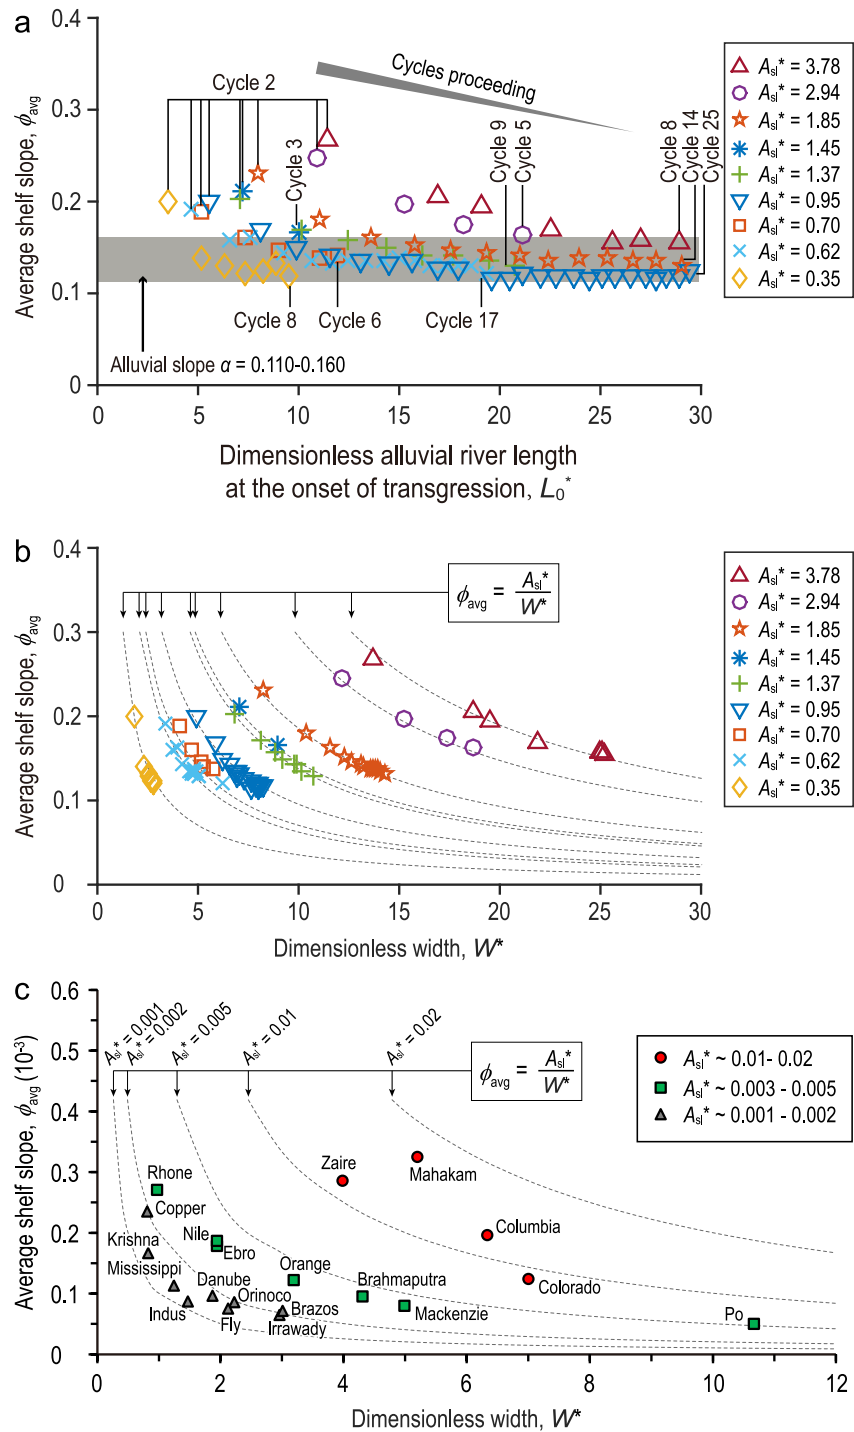 a
0.4
0.3
0.2
0.1
0
Average shelf slope, ϕavg
Cycle 2
Cycles proceeding
Cycle 3
Cycle 9
Cycle 5
Cycle 8
Cycle 14
Cycle 25
Cycle 8
Cycle 6
Cycle 17
Alluvial slope α = 0.110-0.160
0 5 10 15 20 25 30
Dimensionless alluvial river length
at the onset of transgression, L0*
Asl* = 3.78
Asl* = 2.94
Asl* = 1.85
Asl* = 1.45
Asl* = 1.37
Asl* = 0.95
Asl* = 0.70
Asl* = 0.62
Asl* = 0.35
b
0.4
0.3
0.2
0.1
0
Average shelf slope, ϕavg
ϕavg = Asl* / W*
0 5 10 15 20 25 30
Dimensionless width, W*
Asl* = 3.78
Asl* = 2.94
Asl* = 1.85
Asl* = 1.45
Asl* = 1.37
Asl* = 0.95
Asl* = 0.70
Asl* = 0.62
Asl* = 0.35
c
0.6
0.5
0.4
0.3
0.2
0.1
0
Average shelf slope, ϕavg (10-3)
Asl* = 0.001
Asl* = 0.002
Asl* = 0.005
Asl* = 0.01
Asl* = 0.02
ϕavg = Asl* / W*
Asl* ~ 0.01- 0.02
Asl* ~ 0.003 - 0.005
Asl* ~ 0.001 - 0.002
Zaire
Mahakam
Rhone
Copper
Columbia
Nile
Krishna
Ebro
Mississippi
Orange
Danube
Brahmaputra
Colorado
Orinoco
Indus
Brazos
Mackenzie
Po
Fly
Irrawady
0 2 4 6 8 10 12
Dimensionless width, W*